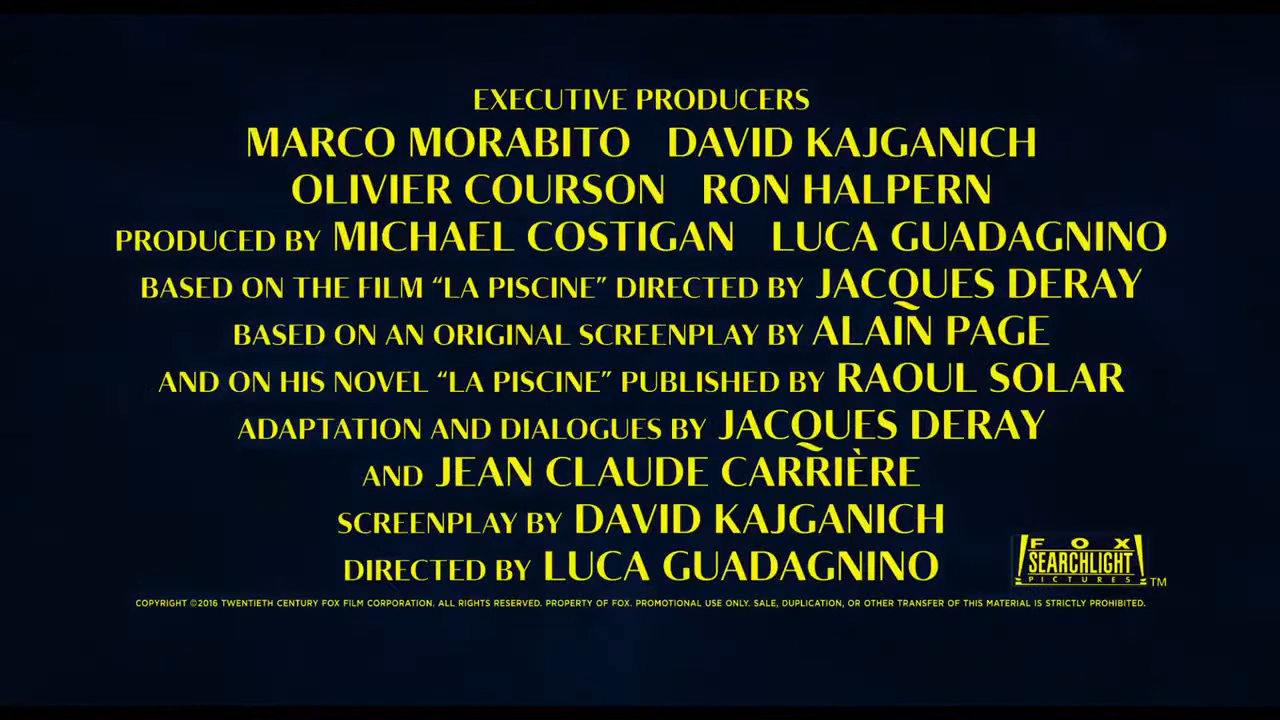 EXECUTIVE PRODUCERS
MARCO MORABITO DAVID KAJGANICH
OLIVIER COURSON RON HALPERN
PRODUCED BY MICHAEL COSTIGAN LUCA GUADAGNINO
BASED ON THE FILM “LA PISCINE” DIRECTED BY JACQUES DERAY
BASED ON AN ORIGINAL SCREENPLAY BY ALAIN PAGE
AND ON HIS NOVEL “LA PISCINE” PUBLISHED BY RAOUL SOLAR
ADAPTATION AND DIALOGUES BY JACQUES DERAY
AND JEAN CLAUDE CARRIÈRE
SCREENPLAY BY DAVID KAJGANICH
DIRECTED BY LUCA GUADAGNINO
FOX
SEARCHLIGHT
PICTURES TM
COPYRIGHT ©2016 TWENTIETH CENTURY FOX FILM CORPORATION. ALL RIGHTS RESERVED. PROPERTY OF FOX. PROMOTIONAL USE ONLY. SALE, DUPLICATION, OR OTHER TRANSFER OF THIS MATERIAL IS STRICTLY PROHIBITED.